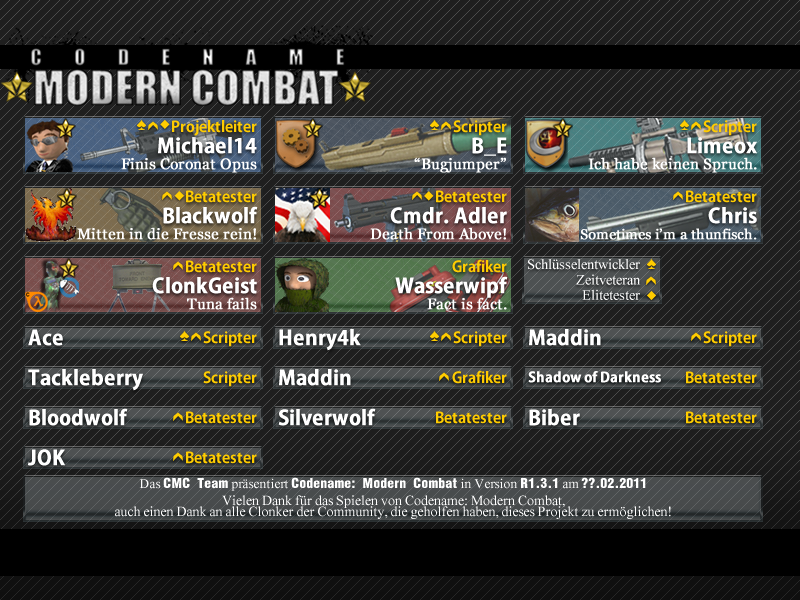 CODENAME
MODERN COMBAT
Projektleiter
Michael14
Finis Coronat Opus
Scripter
B_E
“Bugjumper”
Scripter
Limeox
Ich habe keinen Spruch.
Betatester
Blackwolf
Mitten in die Fresse rein!
Betatester
Cmdr. Adler
Death From Above!
Betatester
Chris
Sometimes i'm a thunfisch.
Betatester
ClonkGeist
Tuna fails
Grafiker
Wasserwipf
Fact is fact.
Schlüsselentwickler
Zeitveteran
Elitetester
Ace Scripter
Henry4k Scripter
Maddin Scripter
Tackleberry Scripter
Maddin Grafiker
Shadow of Darkness Betatester
Bloodwolf Betatester
Silverwolf Betatester
Biber Betatester
JOK Betatester
Das CMC Team präsentiert Codename: Modern Combat in Version R1.3.1 am ??.02.2011
Vielen Dank für das Spielen von Codename: Modern Combat,
auch einen Dank an alle Clonker der Community, die geholfen haben, dieses Projekt zu ermöglichen!